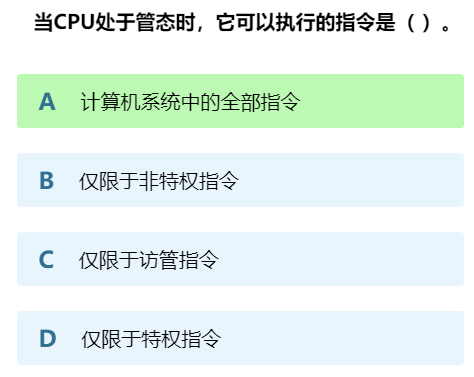 当CPU处于管态时，它可以执行的指令是（ ）。
A 计算机系统中的全部指令
B 仅限于非特权指令
C 仅限于访管指令
D 仅限于特权指令